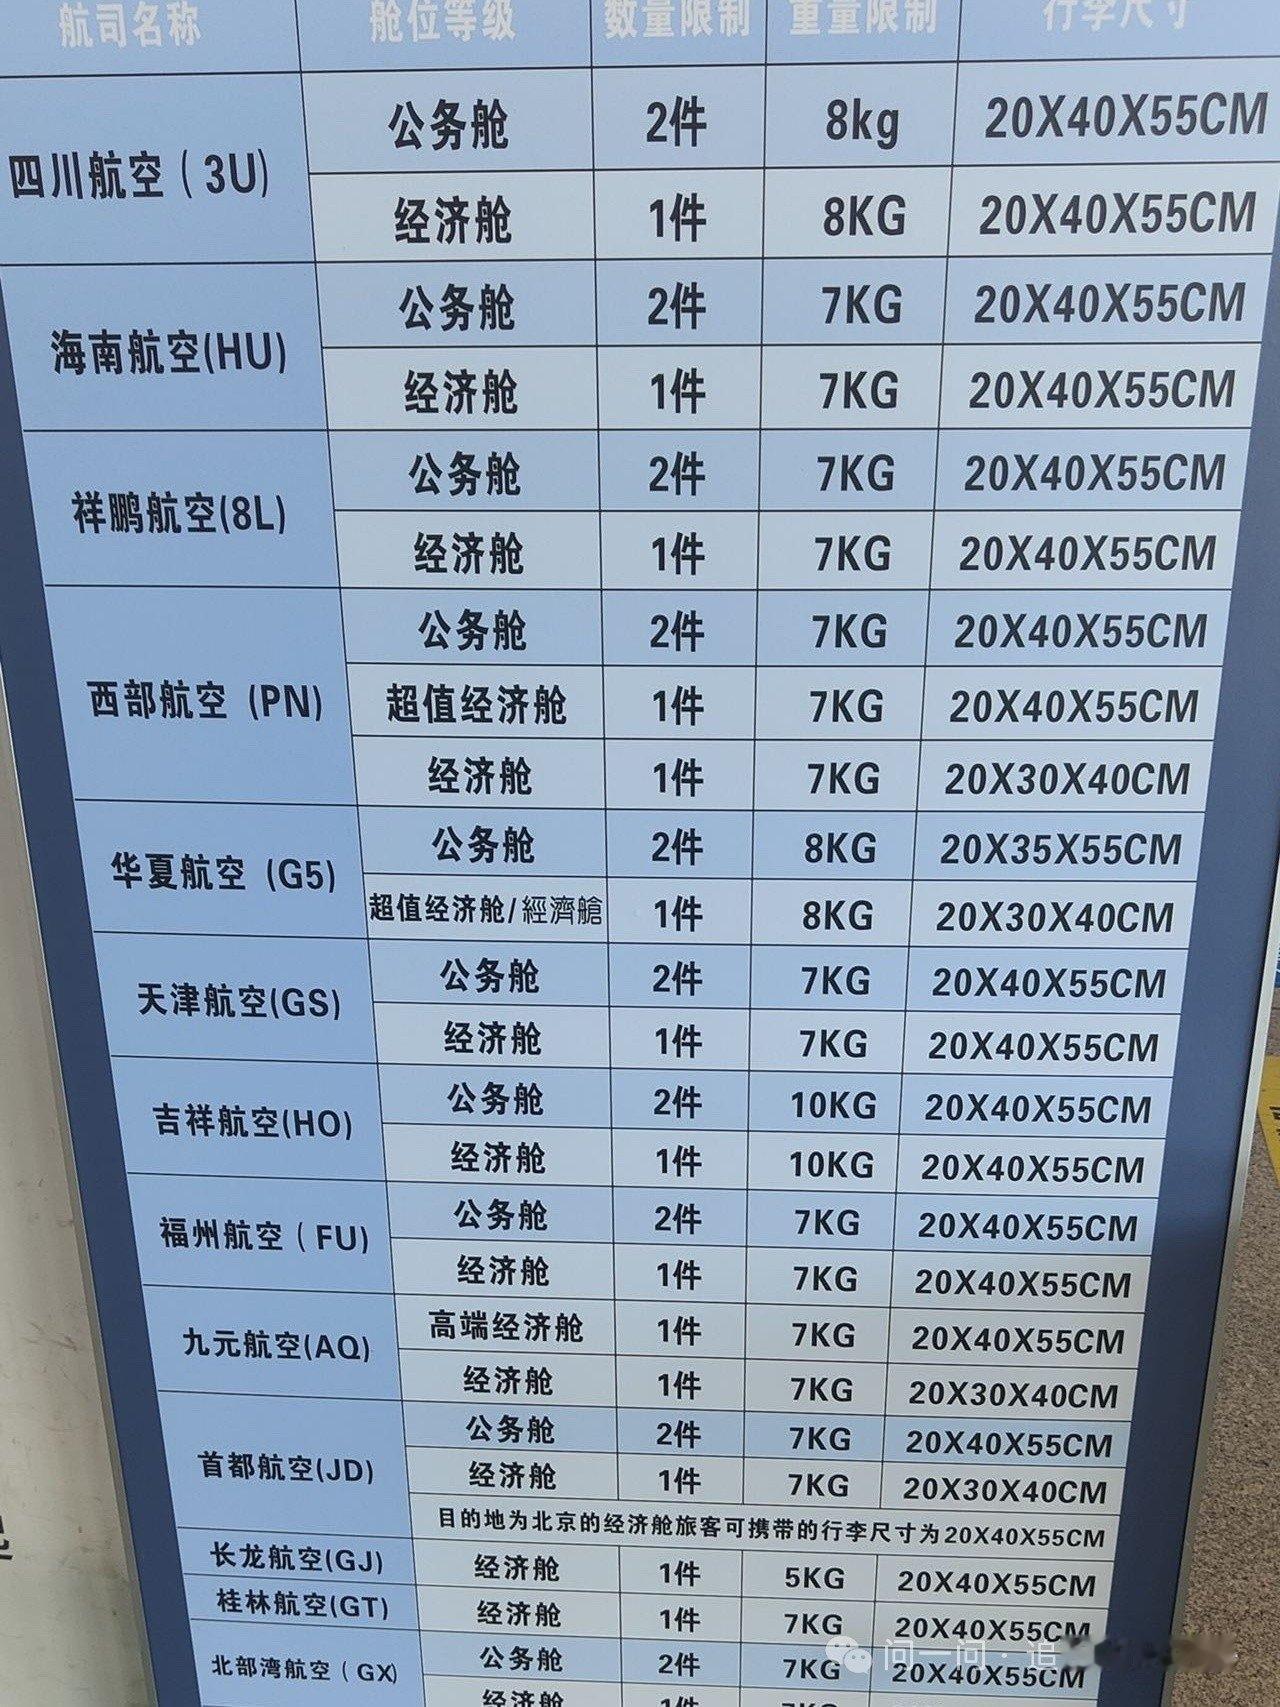 航司名称 舱位等级 数量限制 重量限制 行李尺寸
四川航空（3U） 公务舱 2件 8kg 20X40X55CM
经济舱 1件 8KG 20X40X55CM
海南航空(HU) 公务舱 2件 7KG 20X40X55CM
经济舱 1件 7KG 20X40X55CM
祥鹏航空(8L) 公务舱 2件 7KG 20X40X55CM
经济舱 1件 7KG 20X40X55CM
西部航空 (PN) 公务舱 2件 7KG 20X40X55CM
超值经济舱 1件 7KG 20X40X55CM
经济舱 1件 7KG 20X30X40CM
华夏航空 (G5) 公务舱 2件 8KG 20X35X55CM
超值经济舱/經濟艙 1件 8KG 20X30X40CM
天津航空(GS) 公务舱 2件 7KG 20X40X55CM
经济舱 1件 7KG 20X40X55CM
吉祥航空(HO) 公务舱 2件 10KG 20X40X55CM
经济舱 1件 10KG 20X40X55CM
福州航空（FU） 公务舱 2件 7KG 20X40X55CM
经济舱 1件 7KG 20X40X55CM
九元航空(AQ) 高端经济舱 1件 7KG 20X40X55CM
经济舱 1件 7KG 20X30X40CM
首都航空(JD) 公务舱 2件 7KG 20X40X55CM
经济舱 1件 7KG 20X30X40CM
目的地为北京的经济舱旅客可携带的行李尺寸为20X40X55CM
长龙航空(GJ) 经济舱 1件 5KG 20X40X55CM
桂林航空(GT) 经济舱 1件 7KG 20X40X55CM
北部湾航空（GX） 公务舱 2件 7KG 20X40X55CM
经济舱 1件 7KG
问一问·追